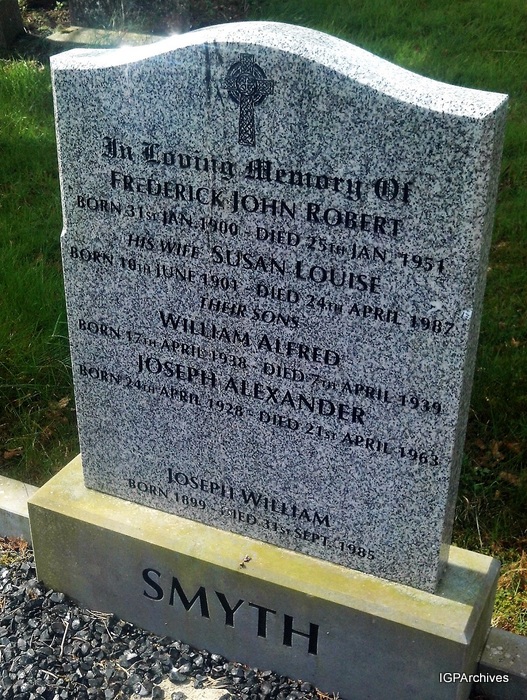 In Loving Memory Of
FREDERICK JOHN ROBERT
BORN 31ST JAN. 1900 - DIED 25TH JAN. 1951
HIS WIFE SUSAN LOUISE
BORN 10TH JUNE 1901 - DIED 24TH APRIL 1987
THEIR SONS
WILLIAM ALFRED
BORN 17TH APRIL 1938 - DIED 7TH APRIL 1939
JOSEPH ALEXANDER
BORN 24TH APRIL 1928 - DIED 21ST APRIL 1963
JOSEPH WILLIAM
BORN 1899 - DIED 31ST SEPT. 1985
SMYTH
IGPArchives